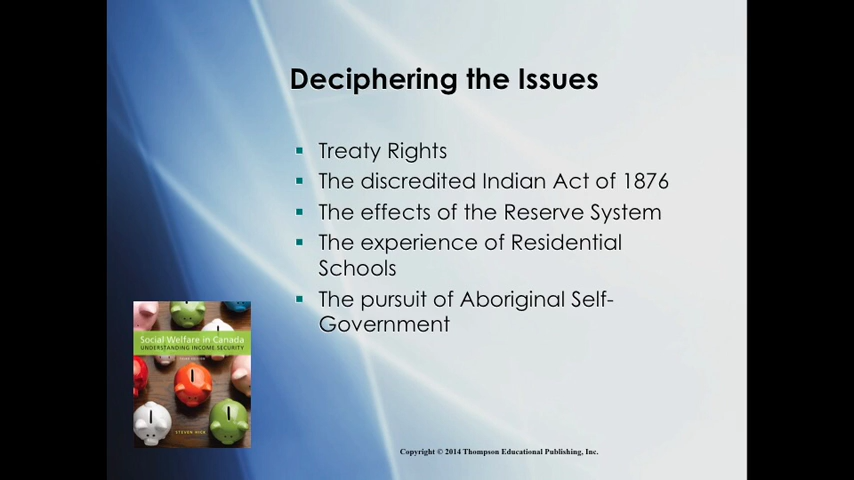 Deciphering the Issues
Treaty Rights
The discredited Indian Act of 1876
The effects of the Reserve System
The experience of Residential
Schools
The pursuit of Aboriginal Self-
Government
Social Welfare in Canada
UNDERSTANDING INCOME SECURITY
STEVEN HICK
Copyright © 2014 Thompson Educational Publishing, Inc.